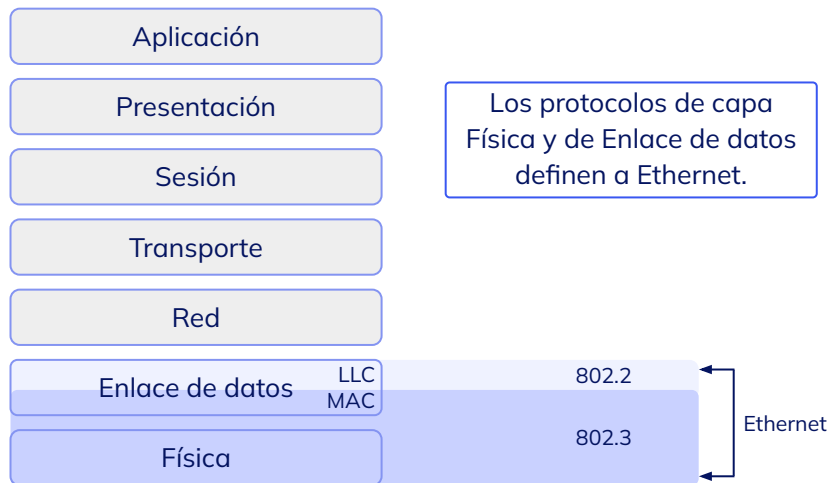 Aplicación
Presentación
Los protocolos de capa
Física y de Enlace de datos
definen a Ethernet.
Sesión
Transporte
Red
Enlace de datos
LLC
MAC
802.2
802.3
Ethernet
Física